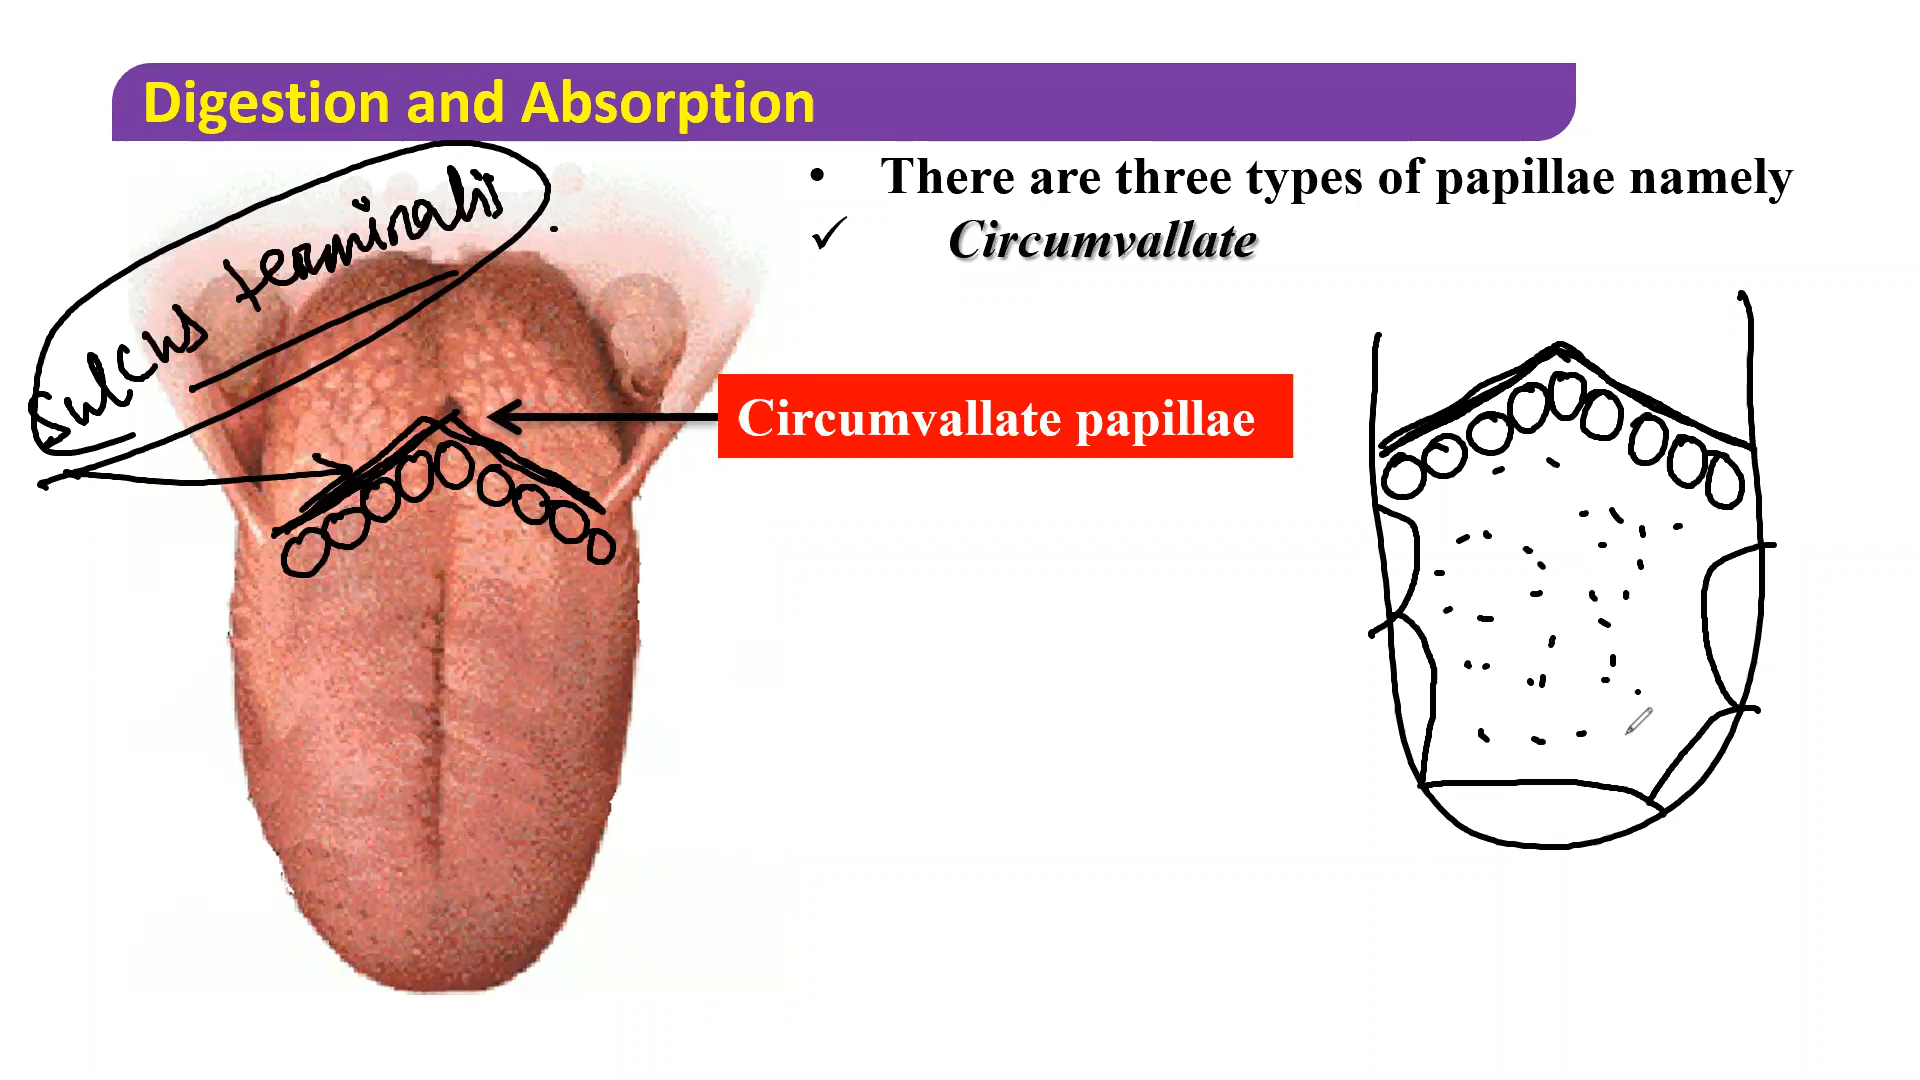 Digestion and Absorption
• There are three types of papillae namely
✓ Circumvallate
Sulcus terminalis
Circumvallate papillae